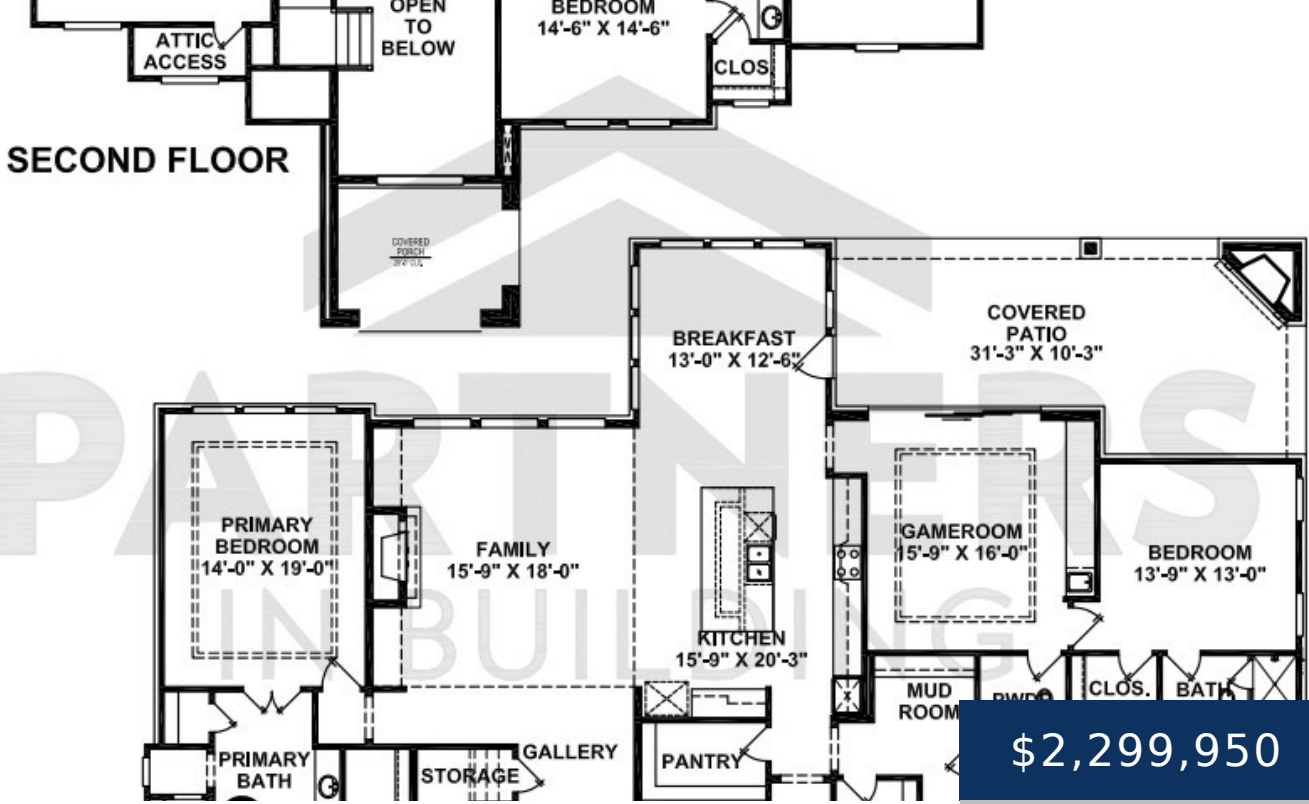 OPEN
TO
BELOW
BEDROOM
14'-6" X 14'-6"
ATTIC
ACCESS
CLOS
SECOND FLOOR
COVERED
PORCH
COVERED
PATIO
31'-3" X 10'-3"
BREAKFAST
13'-0" X 12'-6"
PARTNERS
IN BUILDING
PRIMARY
BEDROOM
14'-0" X 19'-0"
FAMILY
15'-9" X 18'-0"
GAMEROOM
15'-9" X 16'-0"
BEDROOM
13'-9" X 13'-0"
KITCHEN
15'-9" X 20'-3"
MUD
ROOM
PWD
CLOS.
BATH
PRIMARY
BATH
STORAGE
GALLERY
PANTRY
$2,299,950